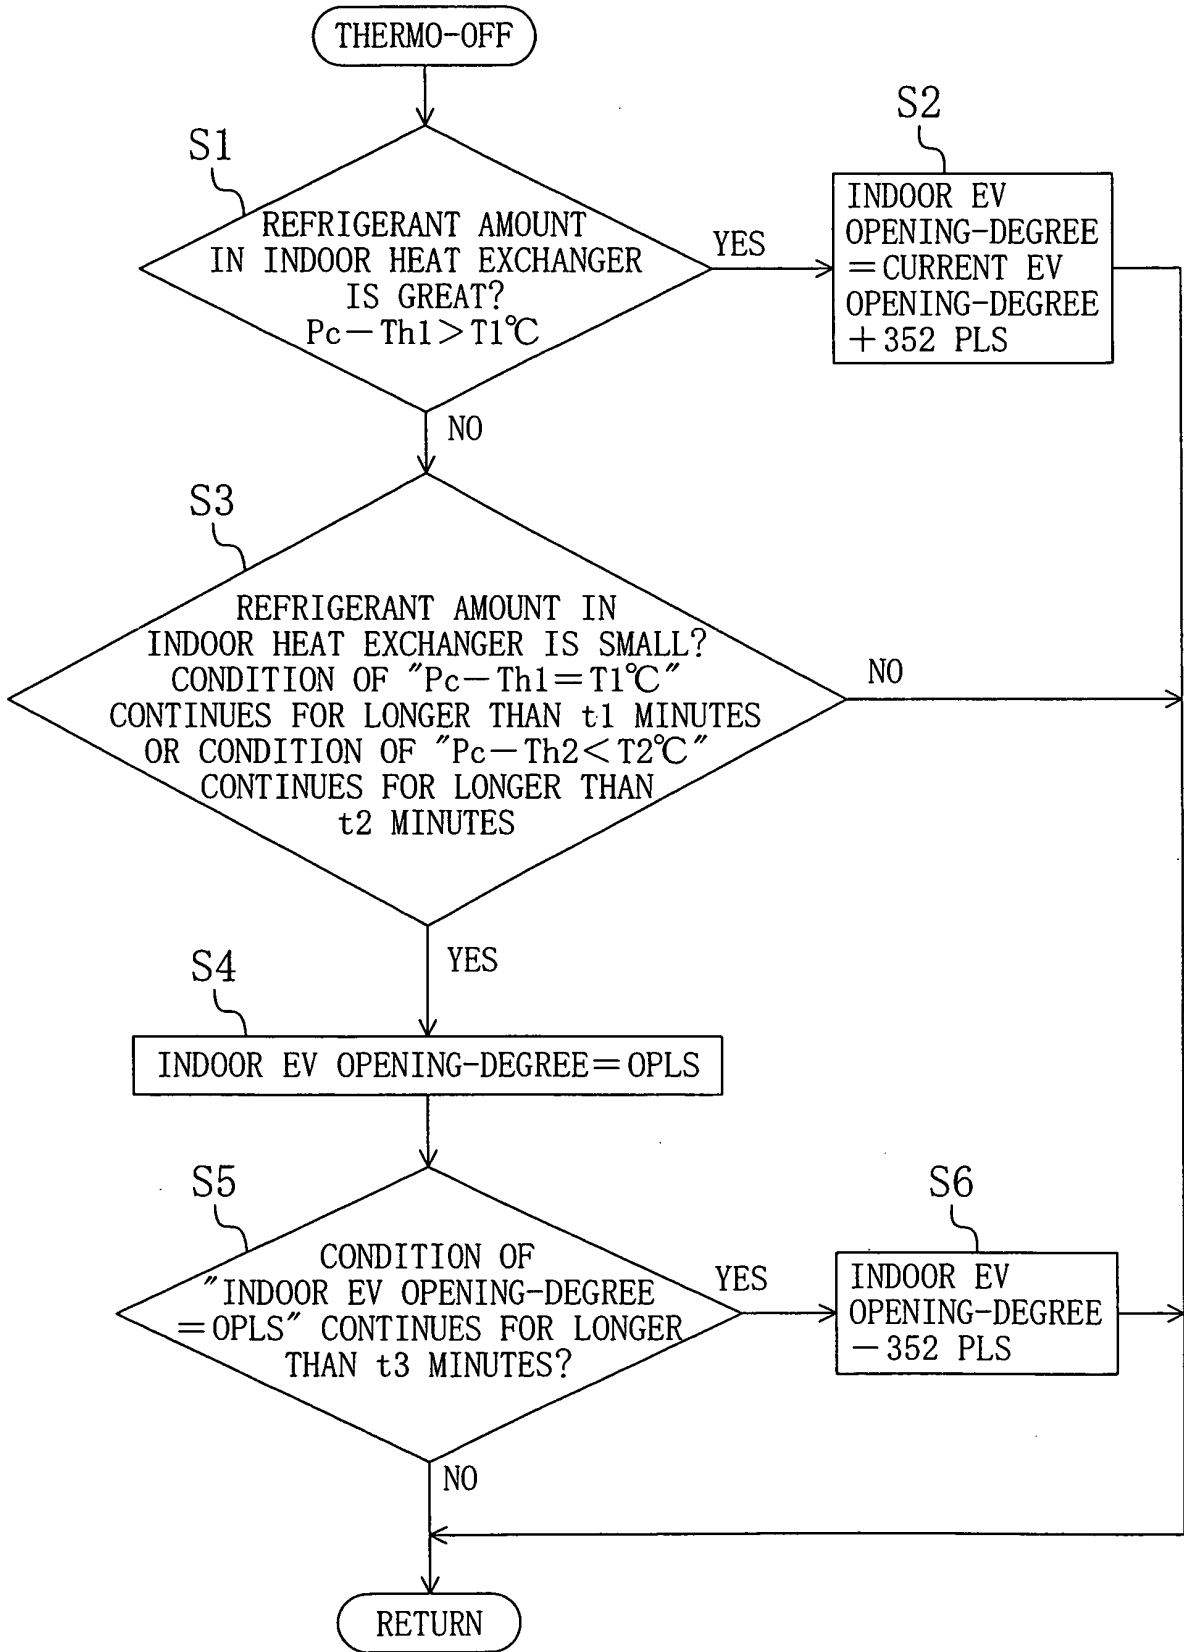 THERMO-OFF
S1
REFRIGERANT AMOUNT
IN INDOOR HEAT EXCHANGER
IS GREAT?
Pc－Th1＞T1℃
YES
S2
INDOOR EV
OPENING-DEGREE
＝CURRENT EV
OPENING-DEGREE
＋352 PLS
NO
S3
REFRIGERANT AMOUNT IN
INDOOR HEAT EXCHANGER IS SMALL?
CONDITION OF "Pc－Th1＝T1℃"
CONTINUES FOR LONGER THAN t1 MINUTES
OR CONDITION OF "Pc－Th2＜T2℃"
CONTINUES FOR LONGER THAN
t2 MINUTES
NO
YES
S4
INDOOR EV OPENING-DEGREE＝0PLS
S5
CONDITION OF
"INDOOR EV OPENING-DEGREE
＝0PLS" CONTINUES FOR LONGER
THAN t3 MINUTES?
YES
S6
INDOOR EV
OPENING-DEGREE
－352 PLS
NO
RETURN